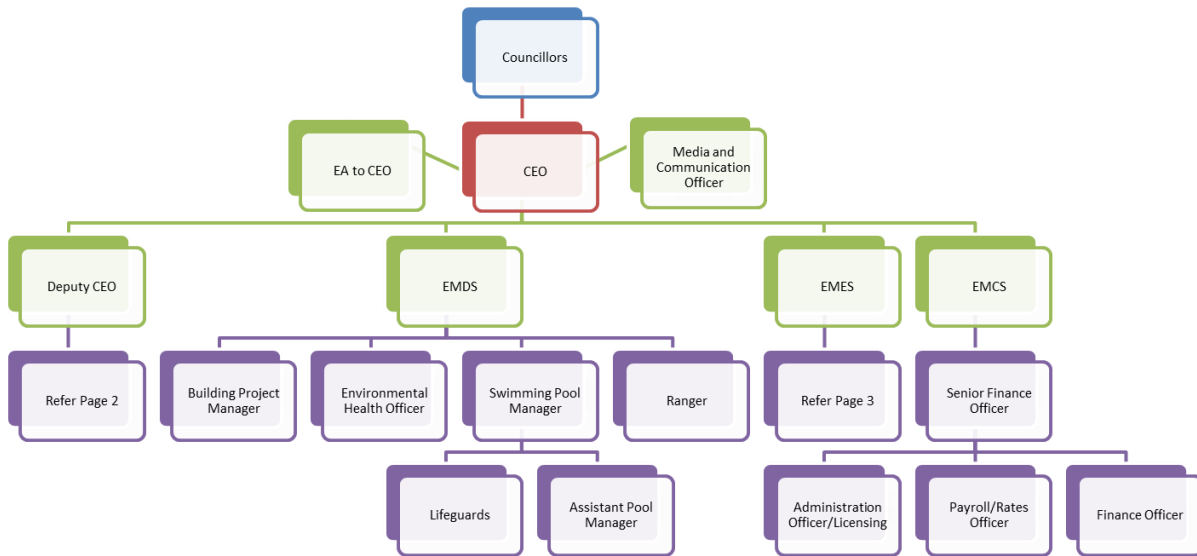 Councillors
EA to CEO
CEO
Media and
Communication
Officer
Deputy CEO
EMDS
EMES
EMCS
Refer Page 2
Building Project
Manager
Environmental
Health Officer
Swimming Pool
Manager
Ranger
Refer Page 3
Senior Finance
Officer
Lifeguards
Assistant Pool
Manager
Administration
Officer/Licensing
Payroll/Rates
Officer
Finance Officer